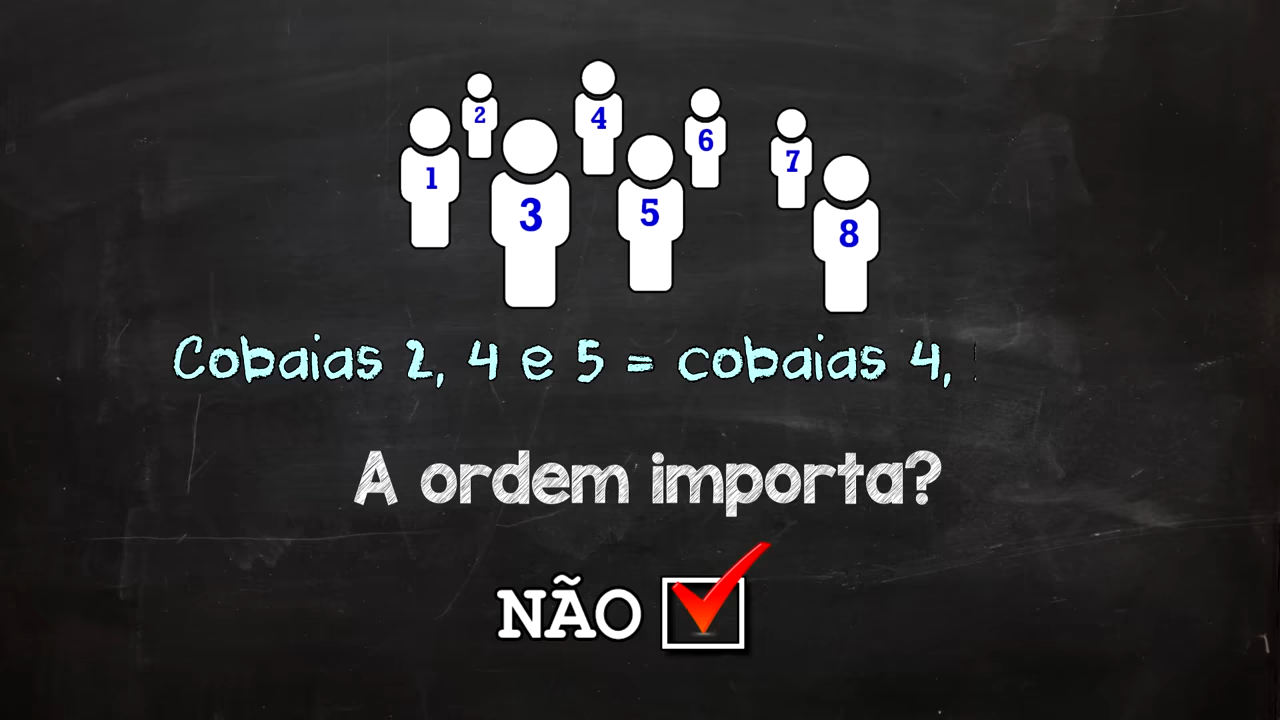 2 4 6 7
1 3 5 8
Cobaias 2, 4 e 5 = cobaias 4,
A ordem importa?
NÃO